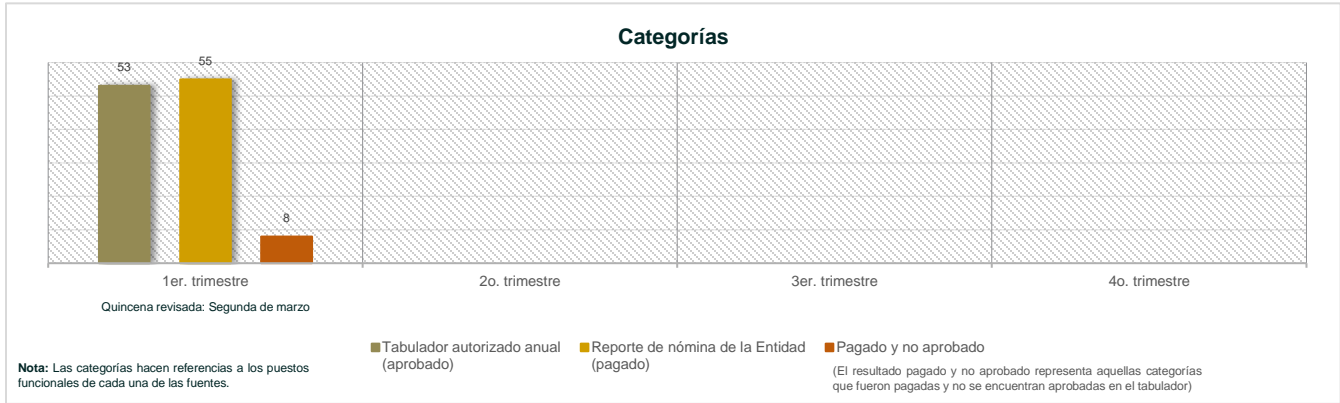 Categorías
53
55
8
1er. trimestre
2o. trimestre
3er. trimestre
4o. trimestre
Quincena revisada: Segunda de marzo
Tabulador autorizado anual
(aprobado)
Reporte de nómina de la Entidad
(pagado)
Pagado y no aprobado
(El resultado pagado y no aprobado representa aquellas categorías
que fueron pagadas y no se encuentran aprobadas en el tabulador)
Nota: Las categorías hacen referencias a los puestos
funcionales de cada una de las fuentes.